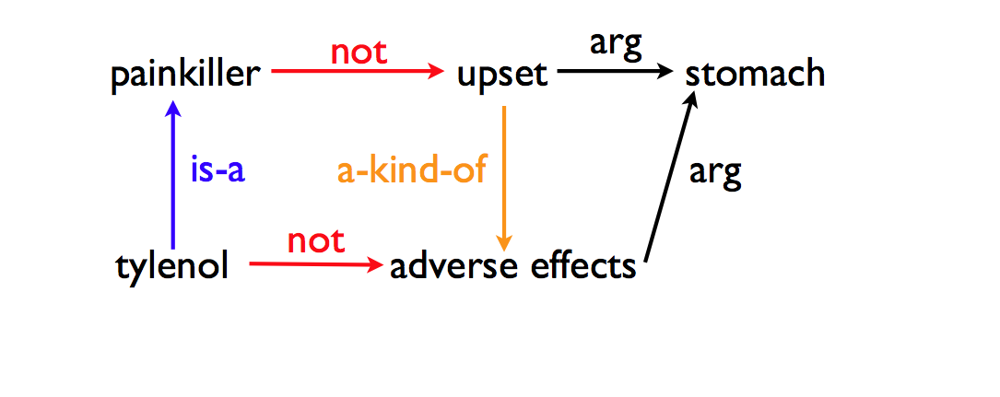 arg
painkiller not upset stomach
is-a a-kind-of arg
not
tylenol adverse effects